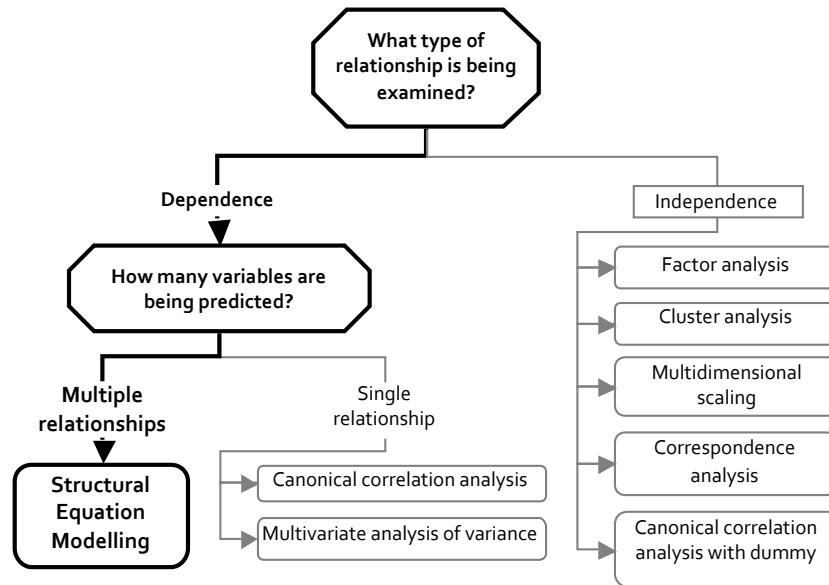 What type of
relationship is being
examined?
Dependence
Independence
How many variables are
being predicted?
Factor analysis
Cluster analysis
Multidimensional
scaling
Correspondence
analysis
Canonical correlation
analysis with dummy
Multiple
relationships
Single
relationship
Structural
Equation
Modelling
Canonical correlation analysis
Multivariate analysis of variance